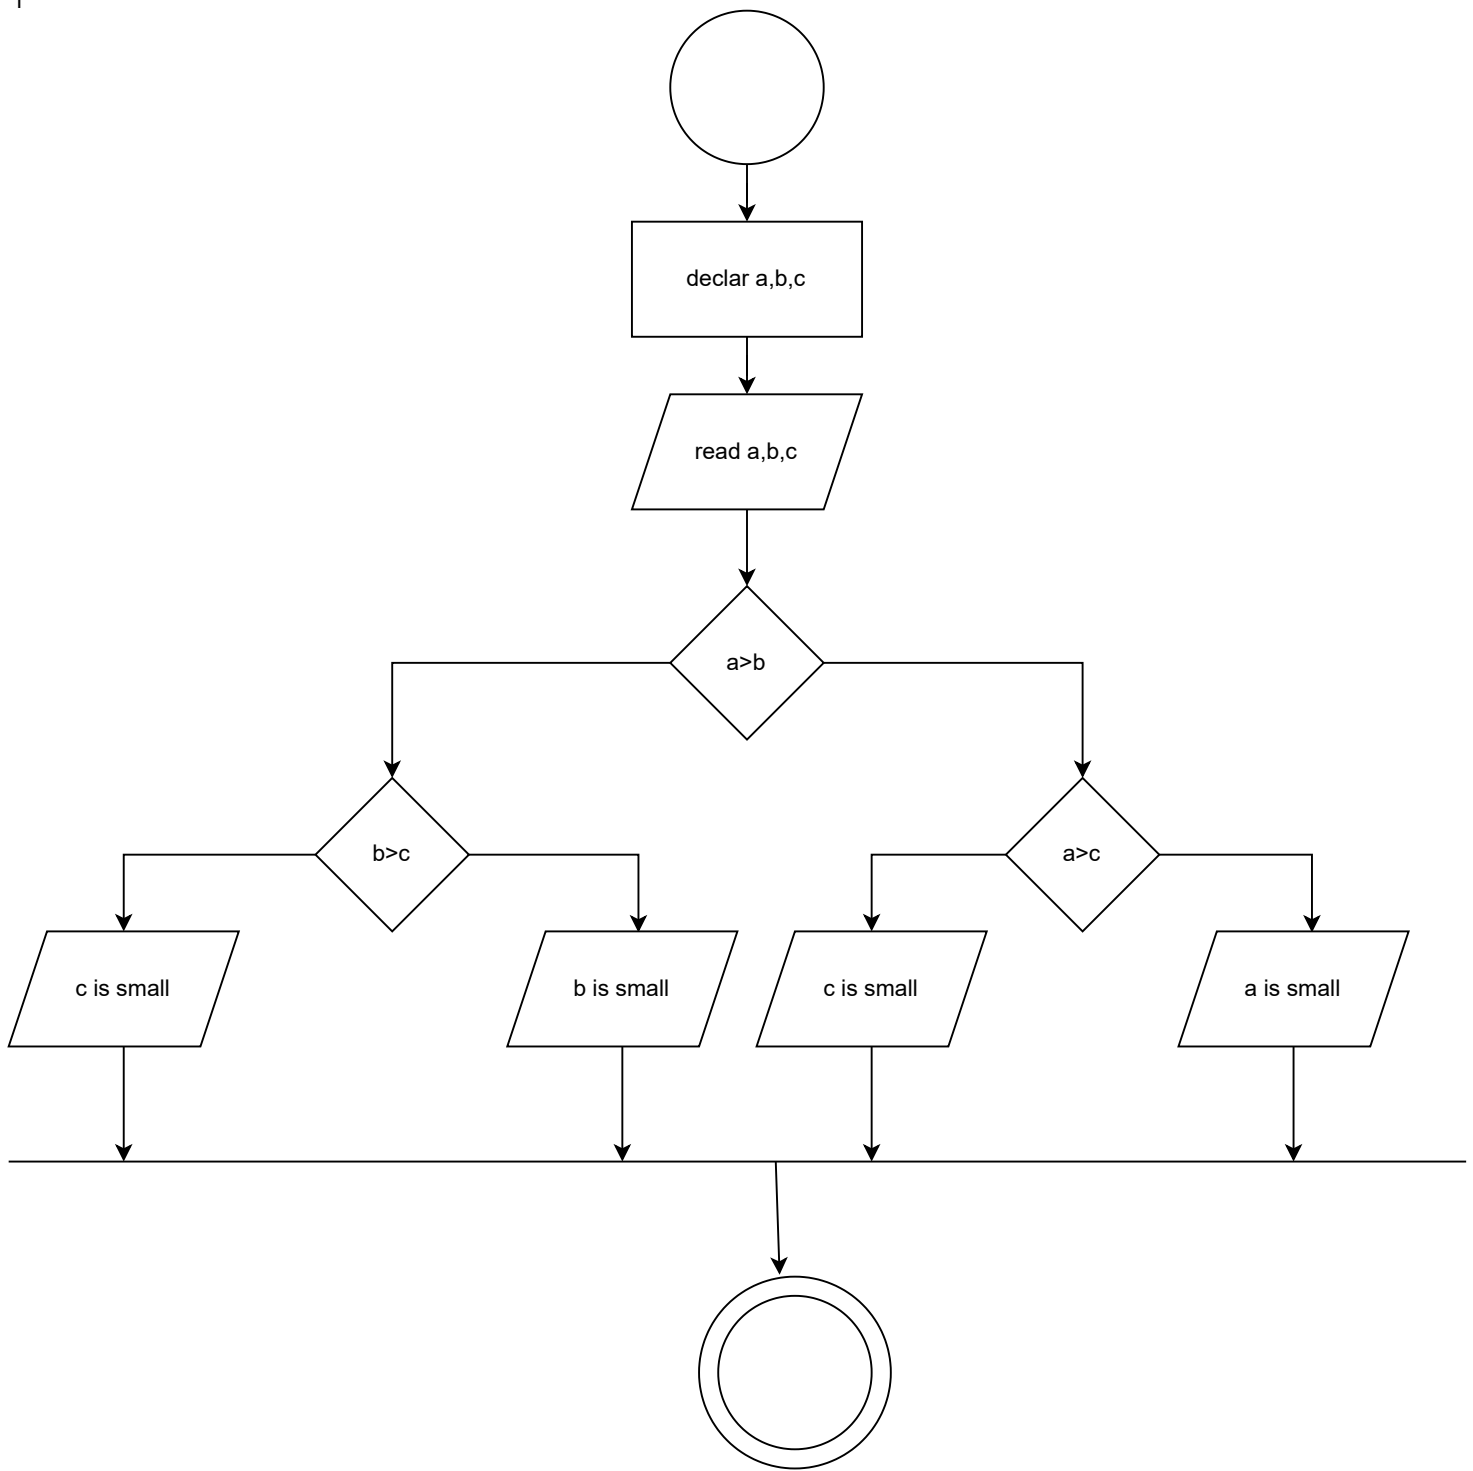 declar a,b,c
read a,b,c
a>b
b>c
a>c
c is small
b is small
c is small
a is small